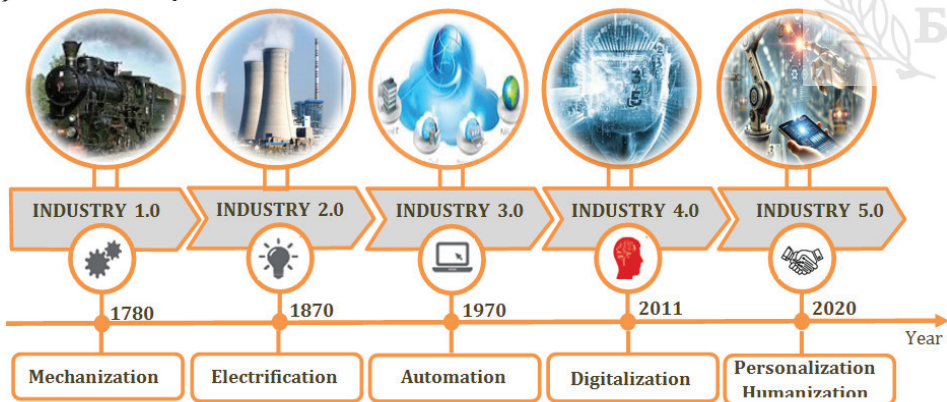 Б
INDUSTRY 1.0
INDUSTRY 2.0
INDUSTRY 3.0
INDUSTRY 4.0
INDUSTRY 5.0
1780
1870
1970
2011
2020
Year
Mechanization
Electrification
Automation
Digitalization
Personalization
Humanization